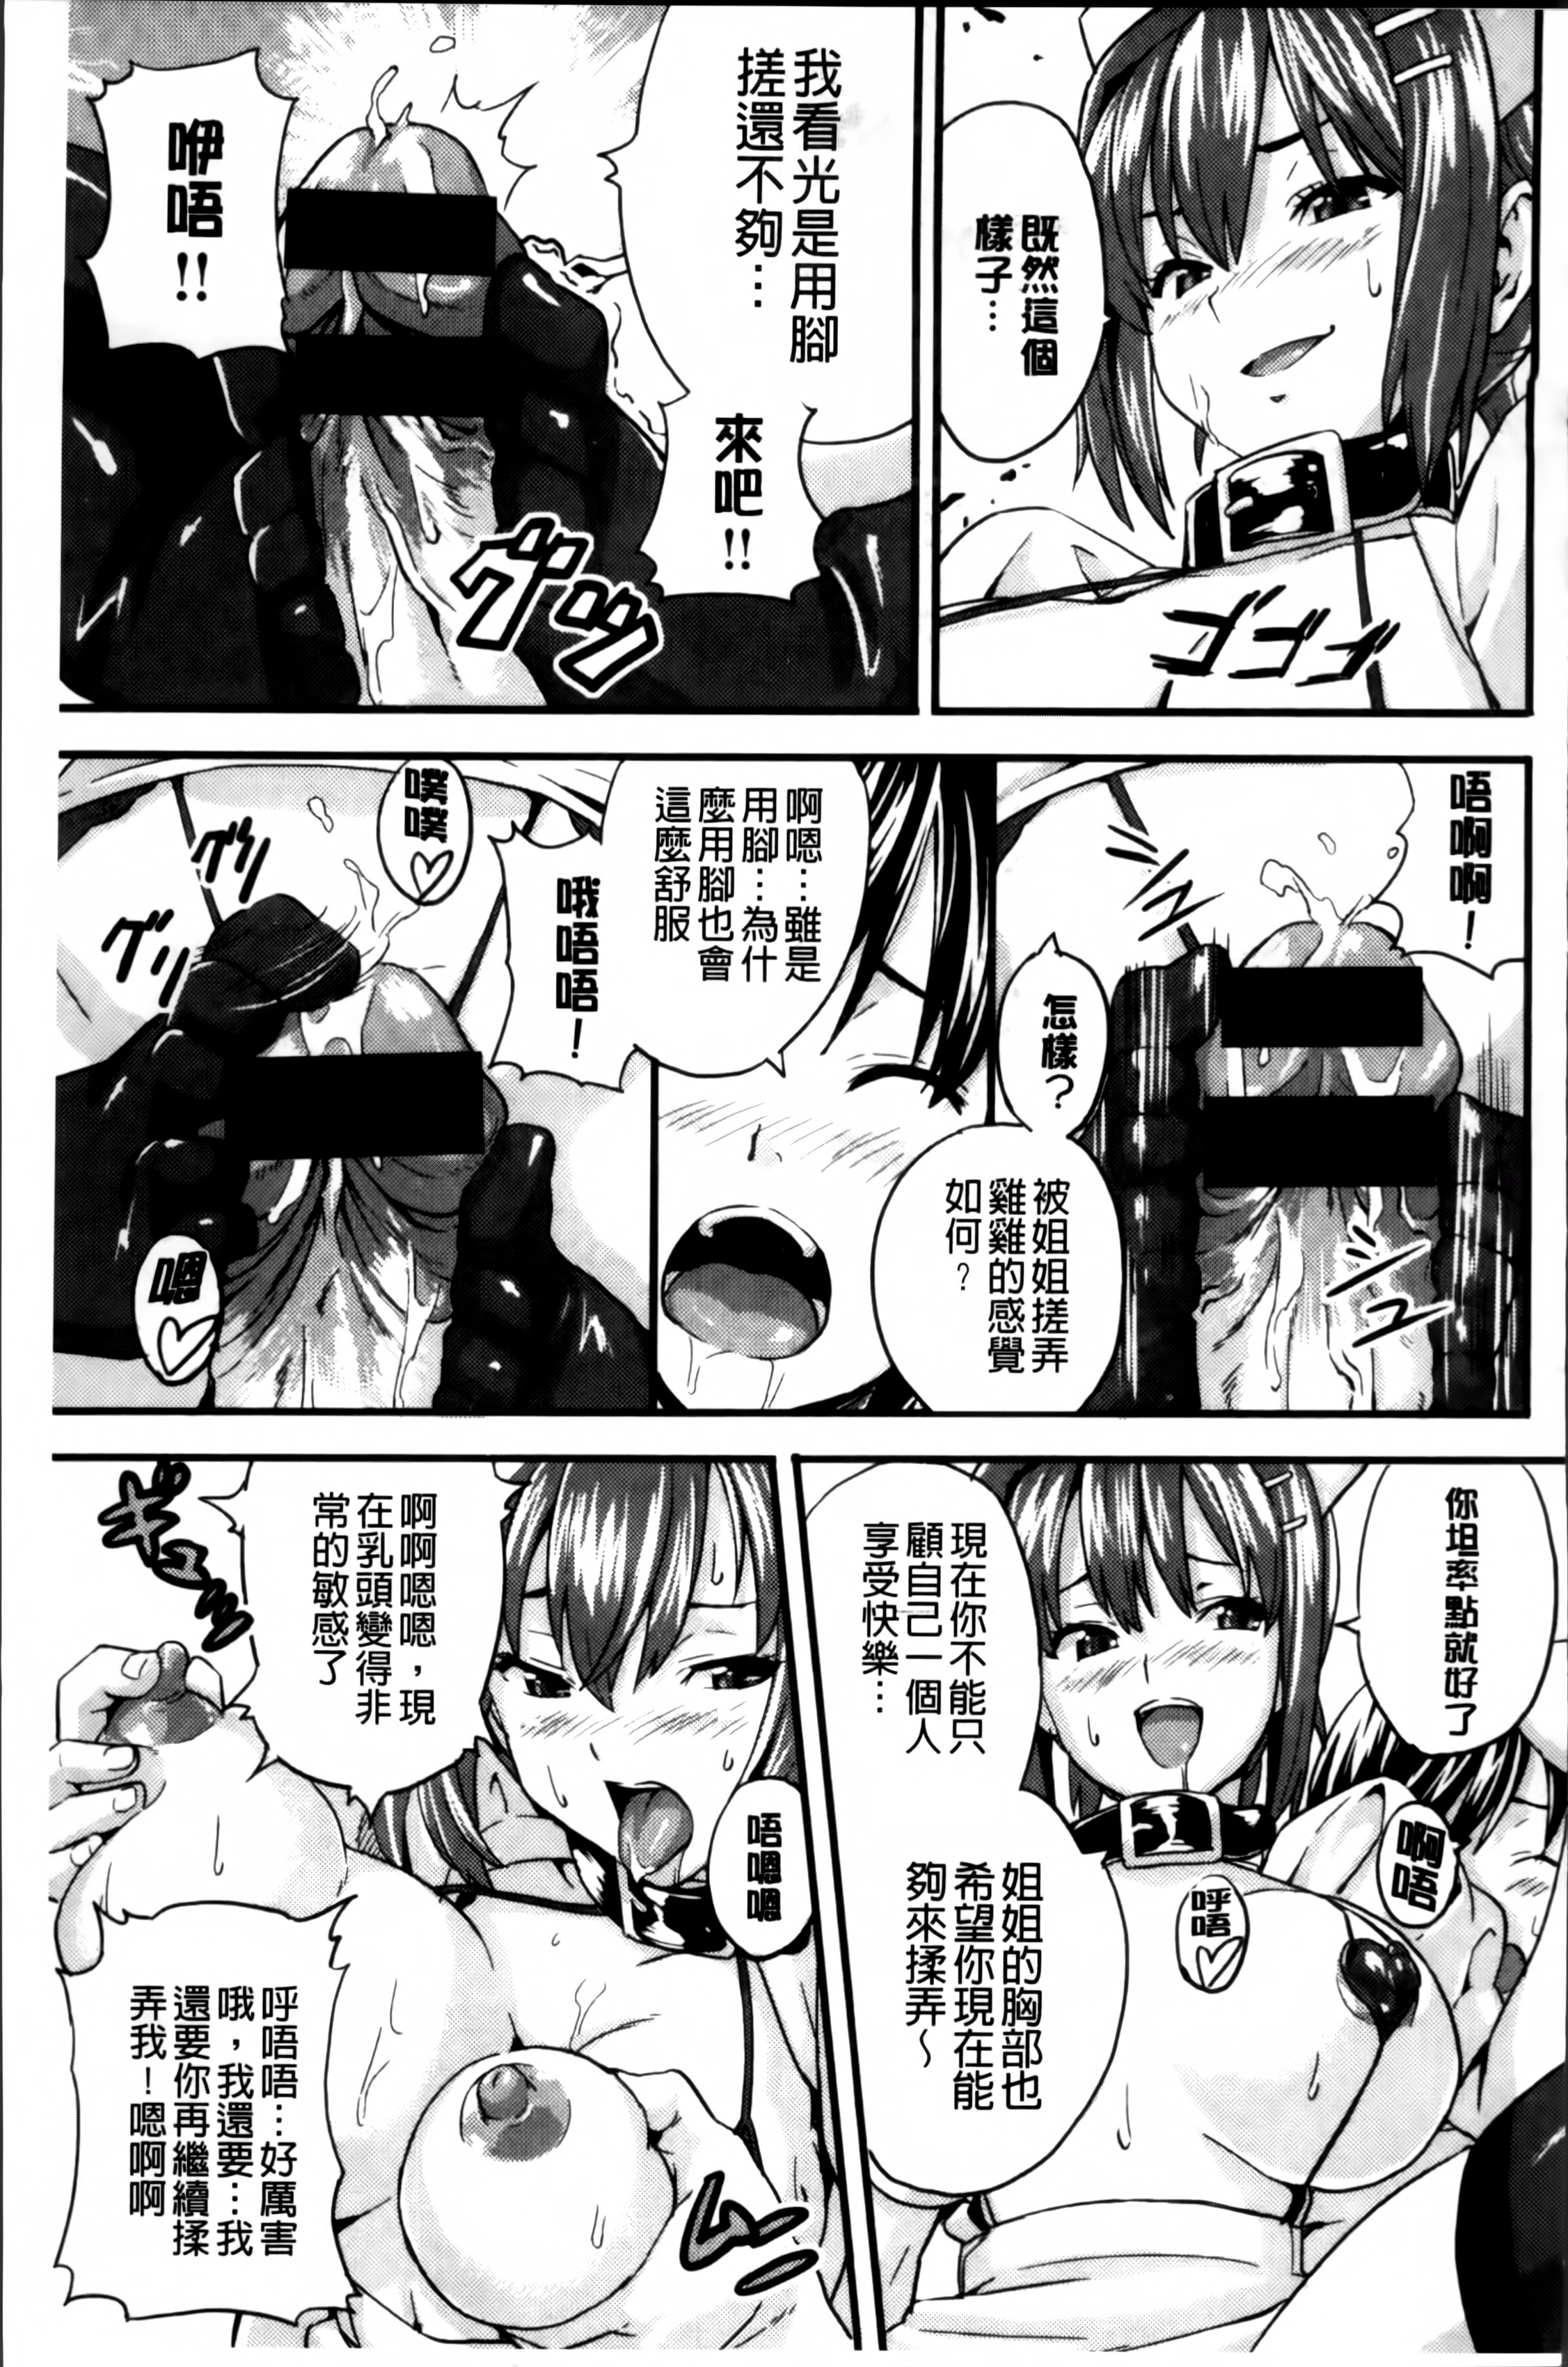 既然這個
樣子…
我看光是用腳
搓還不夠…
來吧!!
咿唔!!
グッ
唔啊啊!
怎樣?
被姐姐搓弄
雞雞的感覺
如何?
啊嗯…雖是
用腳…為什
麼用腳也會
這麼舒服
哦唔唔!
噗噗
グリ
グリ
嗯
你坦率點就好了
啊唔
呼唔
現在你不能只
顧自己一個人
享受快樂…
姐姐的胸部也
希望你現在能
夠來揉弄~
啊啊嗯嗯,現
在乳頭變得非
常的敏感了
唔嗯嗯
呼唔唔…好厲害
哦,我還要…我
還要你再繼續揉
弄我!嗯啊啊